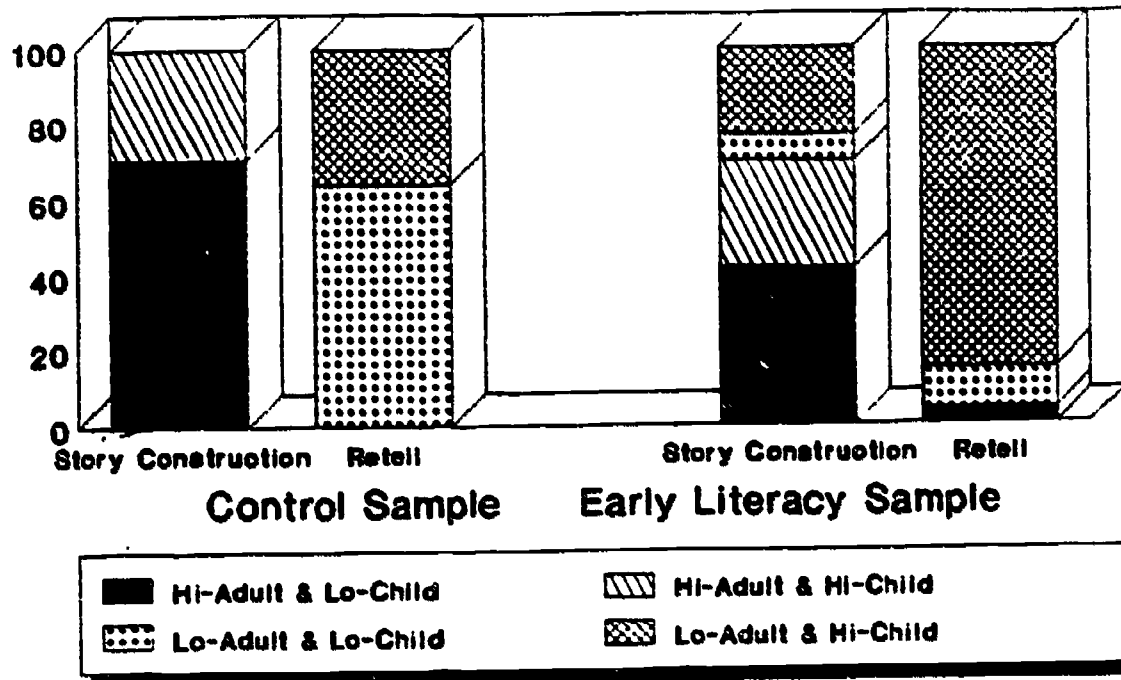 100
80
60
40
20
0
Story Construction Retell Story Construction Retell
Control Sample Early Literacy Sample
Hi-Adult & Lo-Child Hi-Adult & Hi-Child
Lo-Adult & Lo-Child Lo-Adult & Hi-Child